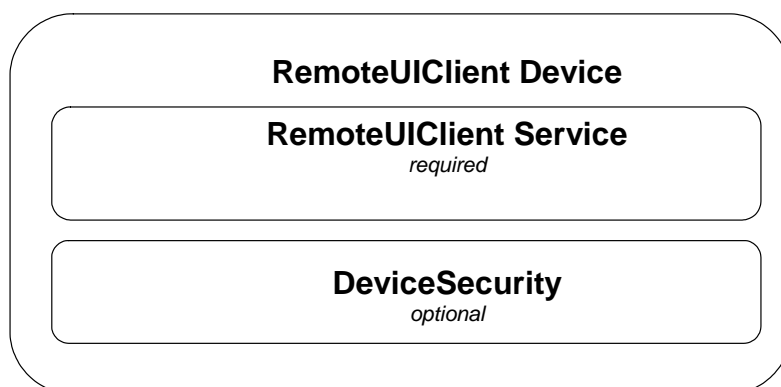 RemoteUIClient Device
RemoteUIClient Service
required
DeviceSecurity
optional